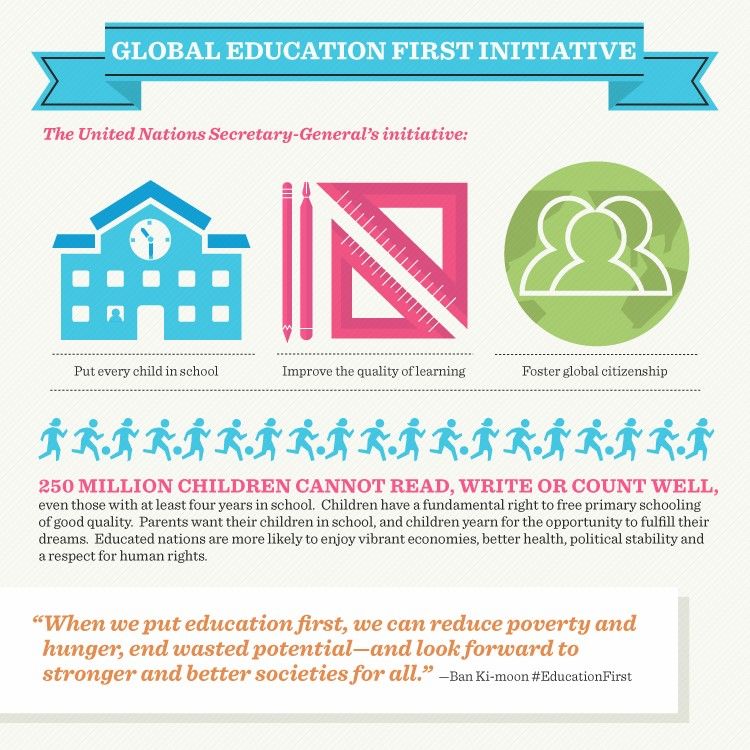 GLOBAL EDUCATION FIRST INITIATIVE
The United Nations Secretary-General's initiative:
Put every child in school
Improve the quality of learning
Foster global citizenship
250 MILLION CHILDREN CANNOT READ, WRITE OR COUNT WELL,
even those with at least four years in school. Children have a fundamental right to free primary schooling
of good quality. Parents want their children in school, and children yearn for the opportunity to fulfill their
dreams. Educated nations are more likely to enjoy vibrant economies, better health, political stability and
a respect for human rights.
“When we put education first, we can reduce poverty and
hunger, end wasted potential—and look forward to
stronger and better societies for all.” —Ban Ki-moon #EducationFirst